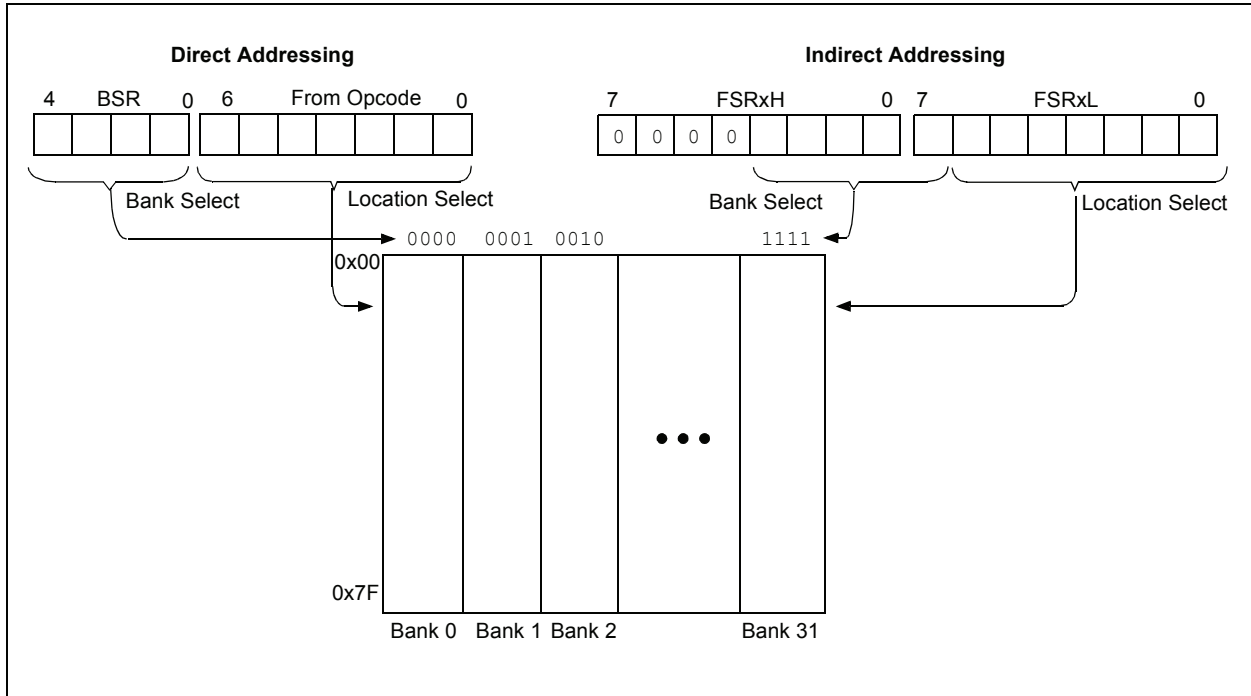 Direct Addressing
Indirect Addressing
4 BSR 0 6 From Opcode 0
7 FSRxH 0 7 FSRxL 0
0 0 0 0
Bank Select
Location Select
Bank Select
Location Select
0000 0001 0010 1111
0x00
0x7F
Bank 0 Bank 1 Bank 2 Bank 31